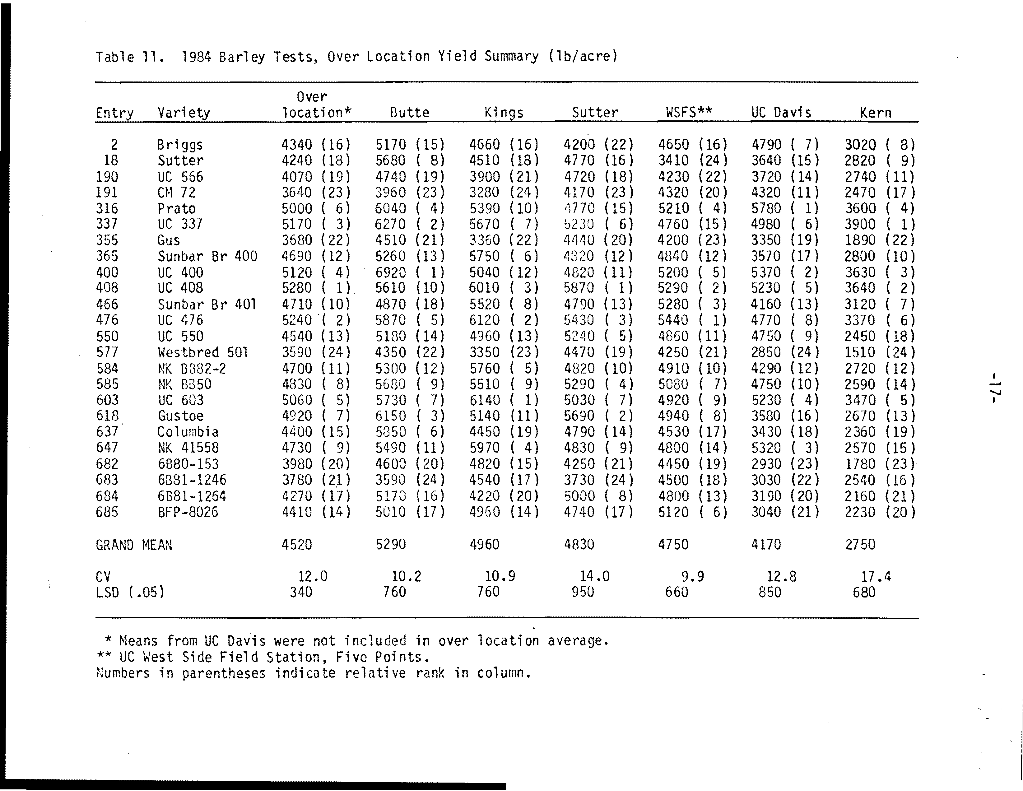 Table 11. 1984 Barley Tests, Over Location Yield Summary (lb/acre)
Over
Entry Variety location* Butte Kings Sutter WSFS** UC Davis Kern
2 Briggs 4340 (16) 5170 (15) 4660 (16) 4200 (22) 4650 (16) 4790 ( 7) 3020 ( 8)
18 Sutter 4240 (18) 5680 ( 8) 4510 (18) 4770 (16) 3410 (24) 3640 (15) 2820 ( 9)
190 UC 566 4070 (19) 4740 (19) 3900 (21) 4720 (18) 4230 (22) 3720 (14) 2740 (11)
191 CM 72 3640 (23) 3960 (23) 3280 (24) 4170 (23) 4320 (20) 4320 (11) 2470 (17)
316 Prato 5000 ( 6) 6040 ( 4) 5390 (10) 4770 (15) 5210 ( 4) 5780 ( 1) 3600 ( 4)
337 UC 337 5170 ( 3) 6270 ( 2) 5670 ( 7) 5230 ( 6) 4760 (15) 4980 ( 6) 3900 ( 1)
355 Gus 3680 (22) 4510 (21) 3360 (22) 4440 (20) 4200 (23) 3350 (19) 1890 (22)
365 Sunbar Br 400 4690 (12) 5260 (13) 5750 ( 6) 4820 (12) 4840 (12) 3570 (17) 2800 (10)
400 UC 400 5120 ( 4) 6920 ( 1) 5040 (12) 4820 (11) 5200 ( 5) 5370 ( 2) 3630 ( 3)
408 UC 408 5280 ( 1) 5610 (10) 6010 ( 3) 5870 ( 1) 5290 ( 2) 5230 ( 5) 3640 ( 2)
466 Sunbar Br 401 4710 (10) 4870 (18) 5520 ( 8) 4790 (13) 5280 ( 3) 4160 (13) 3120 ( 7)
476 UC 476 5240 ( 2) 5870 ( 5) 6120 ( 2) 5430 ( 3) 5440 ( 1) 4770 ( 8) 3370 ( 6)
550 UC 550 4540 (13) 5180 (14) 4960 (13) 5240 ( 5) 4860 (11) 4750 ( 9) 2450 (18)
577 Westbred 501 3590 (24) 4350 (22) 3350 (23) 4470 (19) 4250 (21) 2850 (24) 1510 (24)
584 NK B382-2 4700 (11) 5300 (12) 5760 ( 5) 4820 (10) 4910 (10) 4290 (12) 2720 (12)
585 NK B350 4830 ( 8) 5680 ( 9) 5510 ( 9) 5290 ( 4) 5080 ( 7) 4750 (10) 2590 (14)
603 UC 603 5060 ( 5) 5730 ( 7) 6140 ( 1) 5030 ( 7) 4920 ( 9) 5230 ( 4) 3470 ( 5)
618 Gustoe 4920 ( 7) 6150 ( 3) 5140 (11) 5690 ( 2) 4940 ( 8) 3580 (16) 2670 (13)
637 Columbia 4400 (15) 5850 ( 6) 4450 (19) 4790 (14) 4530 (17) 3430 (18) 2360 (19)
647 NK 41558 4730 ( 9) 5490 (11) 5970 ( 4) 4830 ( 9) 4800 (14) 5320 ( 3) 2570 (15)
682 6880-153 3980 (20) 4600 (20) 4820 (15) 4250 (21) 4450 (19) 2930 (23) 1780 (23)
683 6881-1246 3780 (21) 3590 (24) 4540 (17) 3730 (24) 4500 (18) 3030 (22) 2540 (16)
684 6681-1264 4270 (17) 5170 (16) 4220 (20) 5000 ( 8) 4800 (13) 3190 (20) 2160 (21)
685 BFP-8026 4410 (14) 5010 (17) 4960 (14) 4740 (17) 5120 ( 6) 3040 (21) 2230 (20)
GRAND MEAN 4520 5290 4960 4830 4750 4170 2750
CV 12.0 10.2 10.9 14.0 9.9 12.8 17.4
LSD (.05) 340 760 760 950 660 850 680
* Means from UC Davis were not included in over location average.
** UC West Side Field Station, Five Points.
Numbers in parentheses indicate relative rank in column.
-17-